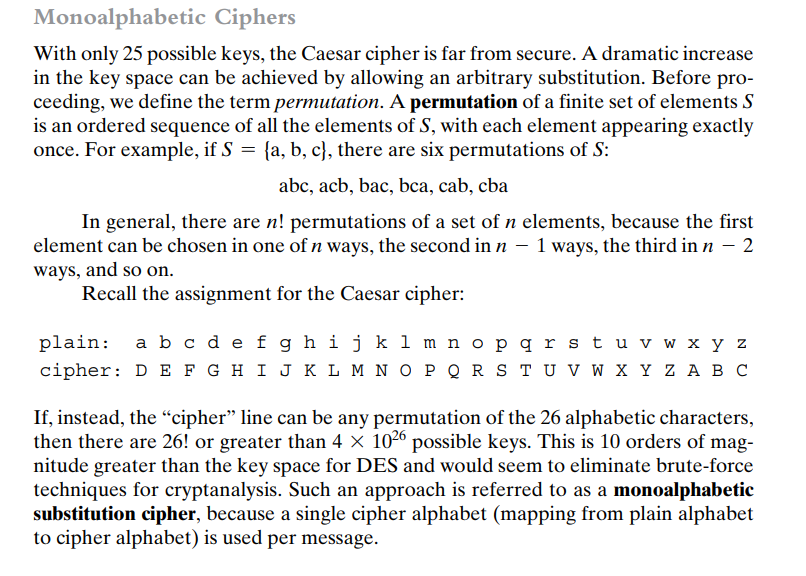 Monoalphabetic Ciphers
With only 25 possible keys, the Caesar cipher is far from secure. A dramatic increase
in the key space can be achieved by allowing an arbitrary substitution. Before pro-
ceeding, we define the term permutation. A permutation of a finite set of elements S
is an ordered sequence of all the elements of S, with each element appearing exactly
once. For example, if S = {a, b, c}, there are six permutations of S:
abc, acb, bac, bca, cab, cba
In general, there are n! permutations of a set of n elements, because the first
element can be chosen in one of n ways, the second in n − 1 ways, the third in n − 2
ways, and so on.
Recall the assignment for the Caesar cipher:
plain: a b c d e f g h i j k l m n o p q r s t u v w x y z
cipher: D E F G H I J K L M N O P Q R S T U V W X Y Z A B C
If, instead, the “cipher” line can be any permutation of the 26 alphabetic characters,
then there are 26! or greater than 4 × 10²⁶ possible keys. This is 10 orders of mag-
nitude greater than the key space for DES and would seem to eliminate brute-force
techniques for cryptanalysis. Such an approach is referred to as a monoalphabetic
substitution cipher, because a single cipher alphabet (mapping from plain alphabet
to cipher alphabet) is used per message.